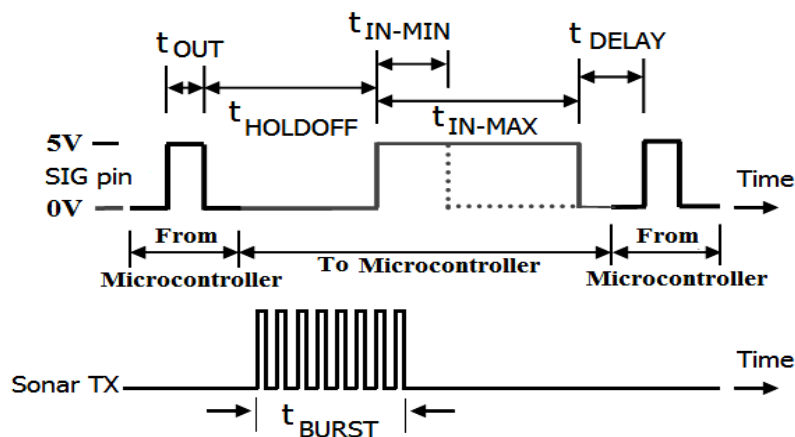 tOUT
tIN-MIN
tDELAY
tHOLDOFF
tIN-MAX
5V
SIG pin
0V
Time
From
Microcontroller
To Microcontroller
From
Microcontroller
Sonar TX
Time
tBURST